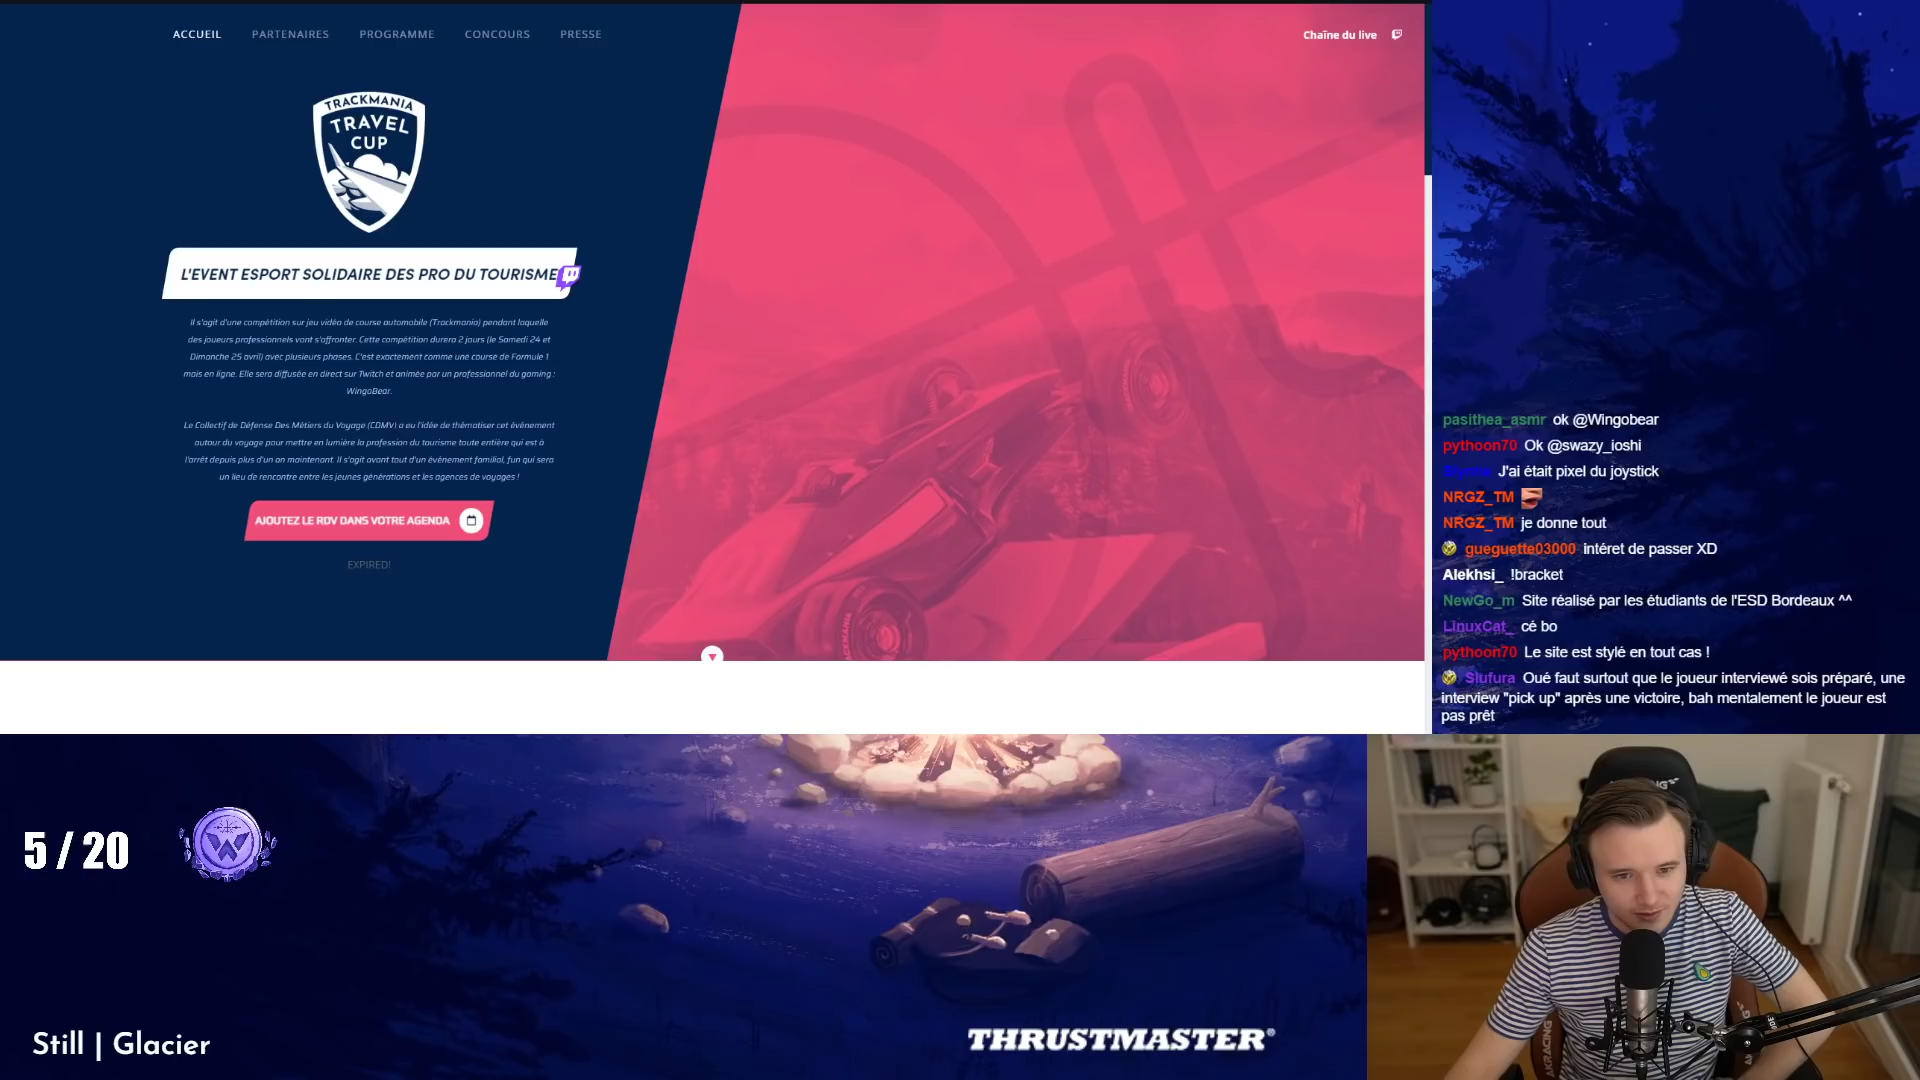 ACCUEIL PARTENAIRES PROGRAMME CONCOURS PRESSE
Chaîne du live
TRACKMANIA
TRAVEL
CUP
L'EVENT ESPORT SOLIDAIRE DES PRO DU TOURISME
Il s'agit d'une compétition sur jeu vidéo de course automobile (Trackmania) pendant laquelle
des joueurs professionnels vont s'affronter. Cette compétition durera 2 jours (le Samedi 24 et
Dimanche 25 avril) avec plusieurs phases. C'est exactement comme une course de Formule 1
mais en ligne. Elle sera diffusée en direct sur Twitch et animée par un professionnel du gaming :
WingoBear.
Le Collectif de Défense Des Métiers du Voyage (CDMV) a eu l'idée de thématiser cet évènement
autour du voyage pour mettre en lumière la profession du tourisme toute entière qui est à
l'arrêt depuis plus d'un an maintenant. Il s'agit avant tout d'un évènement familial, fun qui sera
un lieu de rencontre entre les jeunes générations et les agences de voyages !
AJOUTEZ LE RDV DANS VOTRE AGENDA
EXPIRED!
pasithea_asmr ok @Wingobear
pythoon70 Ok @swazy_ioshi
J'ai était pixel du joystick
NRGZ_TM
NRGZ_TM je donne tout
gueguette03000 intéret de passer XD
Alekhsi_ !bracket
NewGo_m Site réalisé par les étudiants de l'ESD Bordeaux ^^
LinuxCat_ cé bo
pythoon70 Le site est stylé en tout cas !
Slufura Oué faut surtout que le joueur interviewé sois préparé, une
interview "pick up" après une victoire, bah mentalement le joueur est
pas prêt
5 / 20
Still | Glacier
THRUSTMASTER®
AKRACING